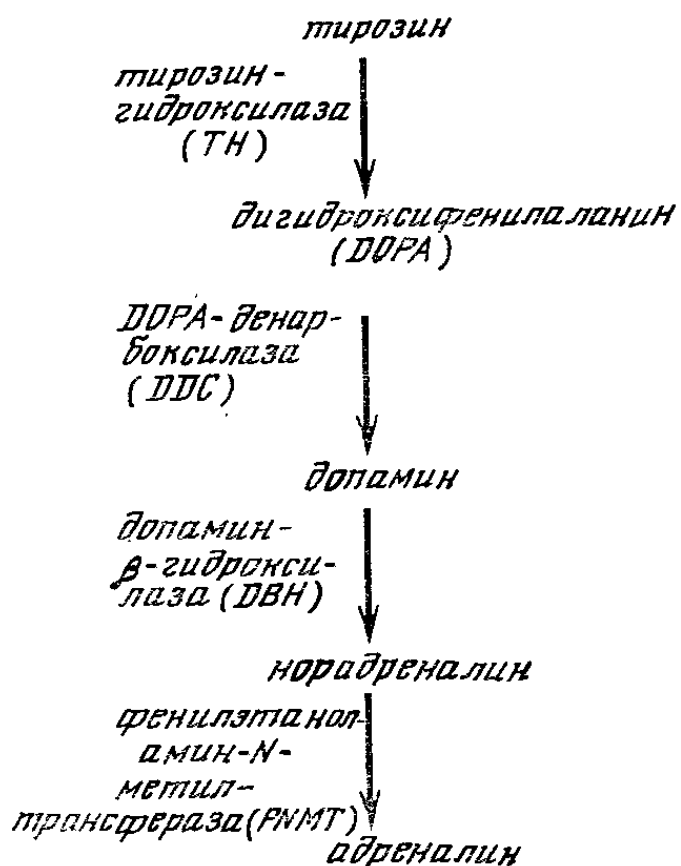 тирозин
тирозин-
гидроксилаза
(TH)
дигидроксифенилаланин
(DOPA)
DOPA-декар-
боксилаза
(DDC)
допамин
допамин-
β-гидрокси-
лаза (DBH)
норадреналин
фенилэтанол-
амин-N-
метил-
трансфераза (PNMT)
адреналин